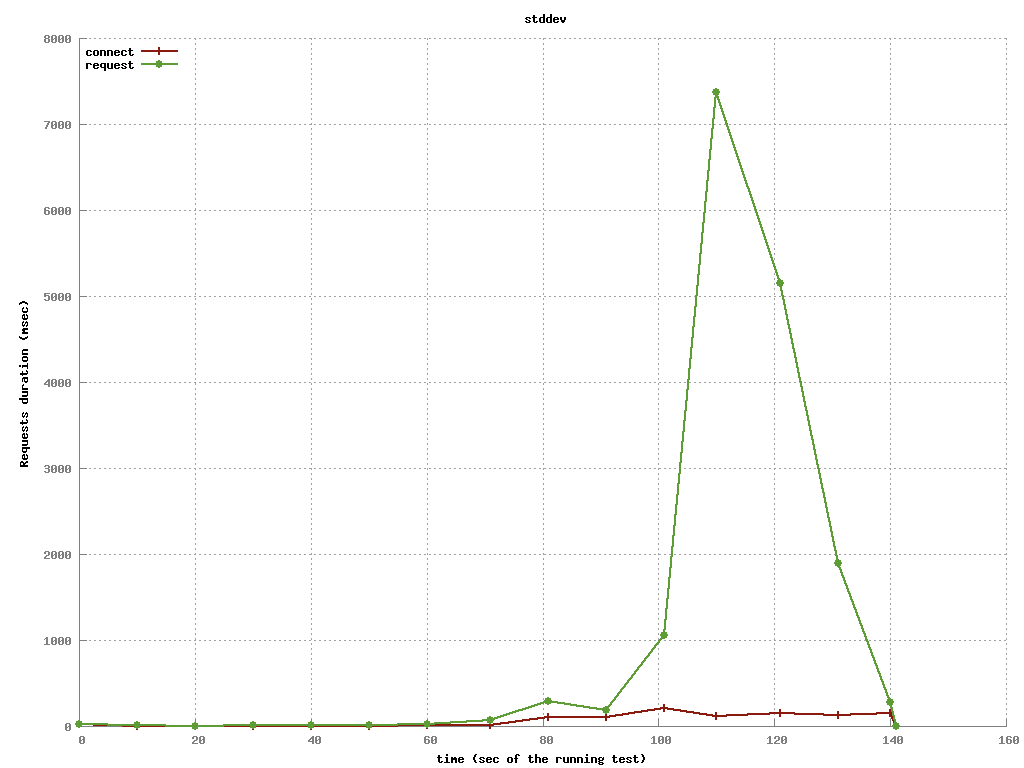 stddev
8000
connect
request
7000
6000
5000
4000
3000
2000
1000
0
Requests duration (msec)
0 20 40 60 80 100 120 140 160
time (sec of the running test)